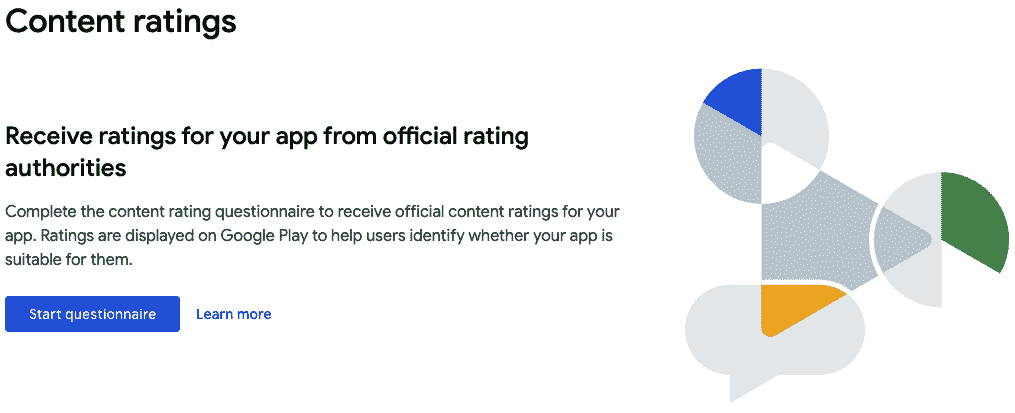 Content ratings
Receive ratings for your app from official rating
authorities
Complete the content rating questionnaire to receive official content ratings for your
app. Ratings are displayed on Google Play to help users identify whether your app is
suitable for them.
Start questionnaire
Learn more